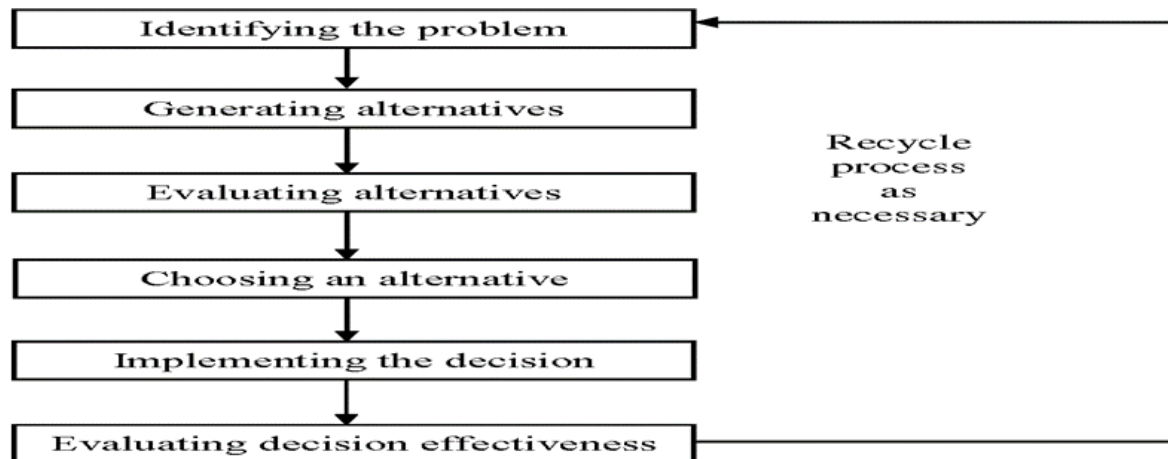 Identifying the problem
Generating alternatives
Evaluating alternatives
Choosing an alternative
Implementing the decision
Evaluating decision effectiveness
Recycle
process
as
necessary